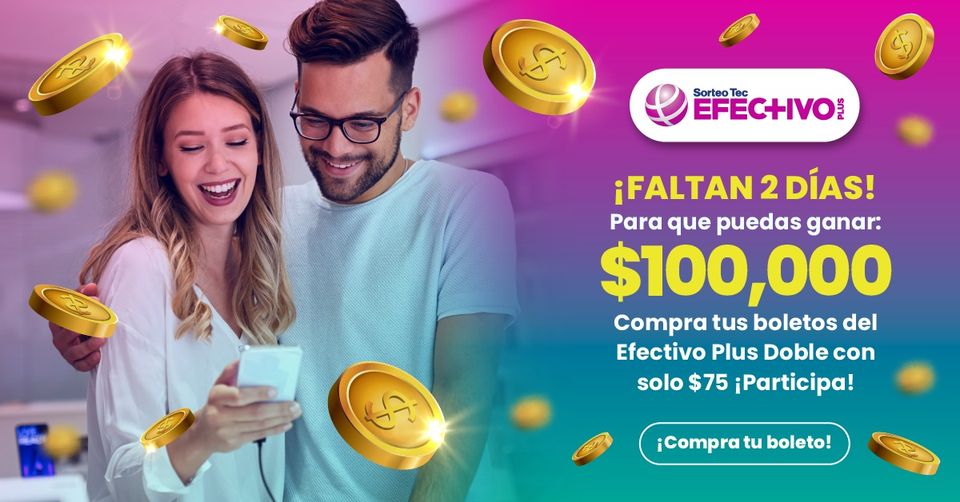 Sorteo Tec
EFECTIVO PLUS
¡FALTAN 2 DÍAS!
Para que puedas ganar:
$100,000
Compra tus boletos del
Efectivo Plus Doble con
solo $75 ¡Participa!
¡Compra tu boleto!